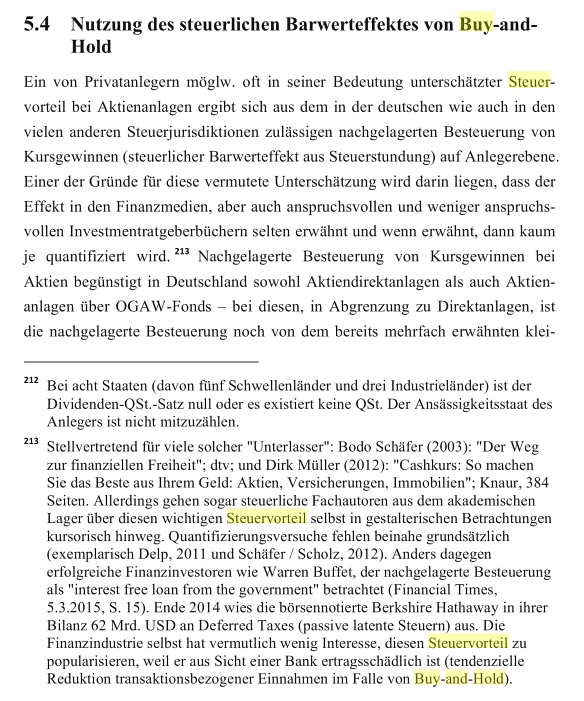 5.4 Nutzung des steuerlichen Barwerteffektes von Buy-and-
Hold
Ein von Privatanlegern möglw. oft in seiner Bedeutung unterschätzter Steuer-
vorteil bei Aktienanlagen ergibt sich aus dem in der deutschen wie auch in den
vielen anderen Steuerjurisdiktionen zulässigen nachgelagerten Besteuerung von
Kursgewinnen (steuerlicher Barwerteffekt aus Steuerstundung) auf Anlegerebene.
Einer der Gründe für diese vermutete Unterschätzung wird darin liegen, dass der
Effekt in den Finanzmedien, aber auch anspruchsvollen und weniger anspruchs-
vollen Investmentratgeberbüchern selten erwähnt und wenn erwähnt, dann kaum
je quantifiziert wird. 213 Nachgelagerte Besteuerung von Kursgewinnen bei
Aktien begünstigt in Deutschland sowohl Aktiendirektanlagen als auch Aktien-
anlagen über OGAW-Fonds – bei diesen, in Abgrenzung zu Direktanlagen, ist
die nachgelagerte Besteuerung noch von dem bereits mehrfach erwähnten klei-
212 Bei acht Staaten (davon fünf Schwellenländer und drei Industrieländer) ist der
Dividenden-QSt.-Satz null oder es existiert keine QSt. Der Ansässigkeitsstaat des
Anlegers ist nicht mitzuzählen.
213 Stellvertretend für viele solcher "Unterlasser": Bodo Schäfer (2003): "Der Weg
zur finanziellen Freiheit"; dtv; und Dirk Müller (2012): "Cashkurs: So machen
Sie das Beste aus Ihrem Geld: Aktien, Versicherungen, Immobilien"; Knaur, 384
Seiten. Allerdings gehen sogar steuerliche Fachautoren aus dem akademischen
Lager über diesen wichtigen Steuervorteil selbst in gestalterischen Betrachtungen
kursorisch hinweg. Quantifizierungsversuche fehlen beinahe grundsätzlich
(exemplarisch Delp, 2011 und Schäfer / Scholz, 2012). Anders dagegen
erfolgreiche Finanzinvestoren wie Warren Buffet, der nachgelagerte Besteuerung
als "interest free loan from the government" betrachtet (Financial Times,
5.3.2015, S. 15). Ende 2014 wies die börsennotierte Berkshire Hathaway in ihrer
Bilanz 62 Mrd. USD an Deferred Taxes (passive latente Steuern) aus. Die
Finanzindustrie selbst hat vermutlich wenig Interesse, diesen Steuervorteil zu
popularisieren, weil er aus Sicht einer Bank ertragsschädlich ist (tendenzielle
Reduktion transaktionsbezogener Einnahmen im Falle von Buy-and-Hold).